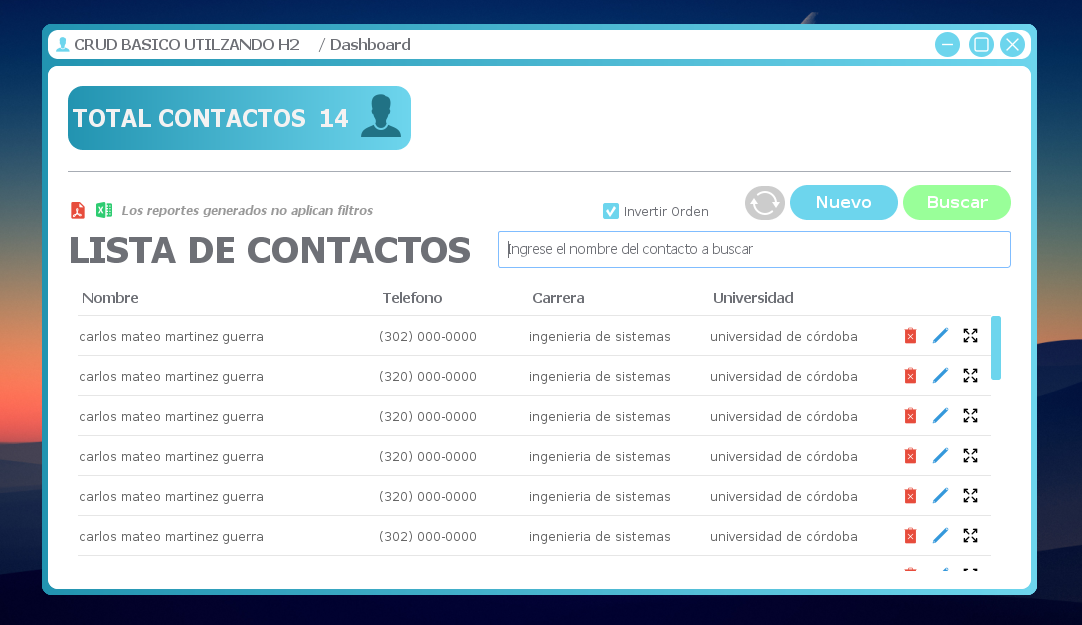 CRUD BASICO UTILZANDO H2 / Dashboard
TOTAL CONTACTOS 14
Los reportes generados no aplican filtros
Invertir Orden
Nuevo
Buscar
LISTA DE CONTACTOS
Ingrese el nombre del contacto a buscar
Nombre Telefono Carrera Universidad
carlos mateo martinez guerra (302) 000-0000 ingenieria de sistemas universidad de córdoba
carlos mateo martinez guerra (320) 000-0000 ingenieria de sistemas universidad de córdoba
carlos mateo martinez guerra (320) 000-0000 ingenieria de sistemas universidad de córdoba
carlos mateo martinez guerra (320) 000-0000 ingenieria de sistemas universidad de córdoba
carlos mateo martinez guerra (320) 000-0000 ingenieria de sistemas universidad de córdoba
carlos mateo martinez guerra (302) 000-0000 ingenieria de sistemas universidad de córdoba